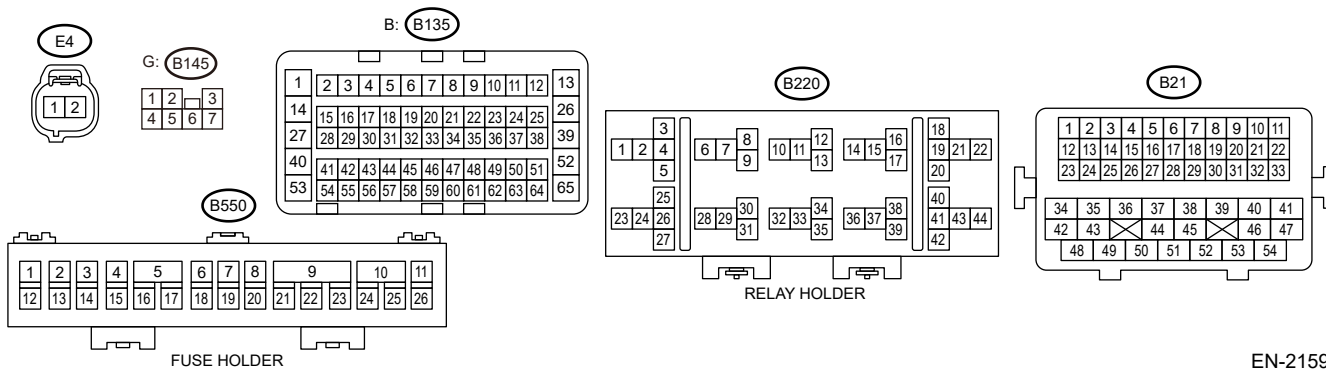 E4
1 2
G: B145
1 2 3
4 5 6 7
B: B135
1 2 3 4 5 6 7 8 9 10 11 12 13
14 15 16 17 18 19 20 21 22 23 24 25 26
27 28 29 30 31 32 33 34 35 36 37 38 39
40 41 42 43 44 45 46 47 48 49 50 51 52
53 54 55 56 57 58 59 60 61 62 63 64 65
B220
3 8 12 16 18
1 2 4 6 7 10 11 14 15 19 21 22
5 9 13 17 20
25 30 34 38 40
23 24 26 28 29 32 33 36 37 41 43 44
27 31 35 39 42
RELAY HOLDER
B21
1 2 3 4 5 6 7 8 9 10 11
12 13 14 15 16 17 18 19 20 21 22
23 24 25 26 27 28 29 30 31 32 33
34 35 36 37 38 39 40 41
42 43 44 45 46 47
48 49 50 51 52 53 54
B550
1 2 3 4 5 6 7 8 9 10 11
12 13 14 15 16 17 18 19 20 21 22 23 24 25 26
FUSE HOLDER
EN-2159